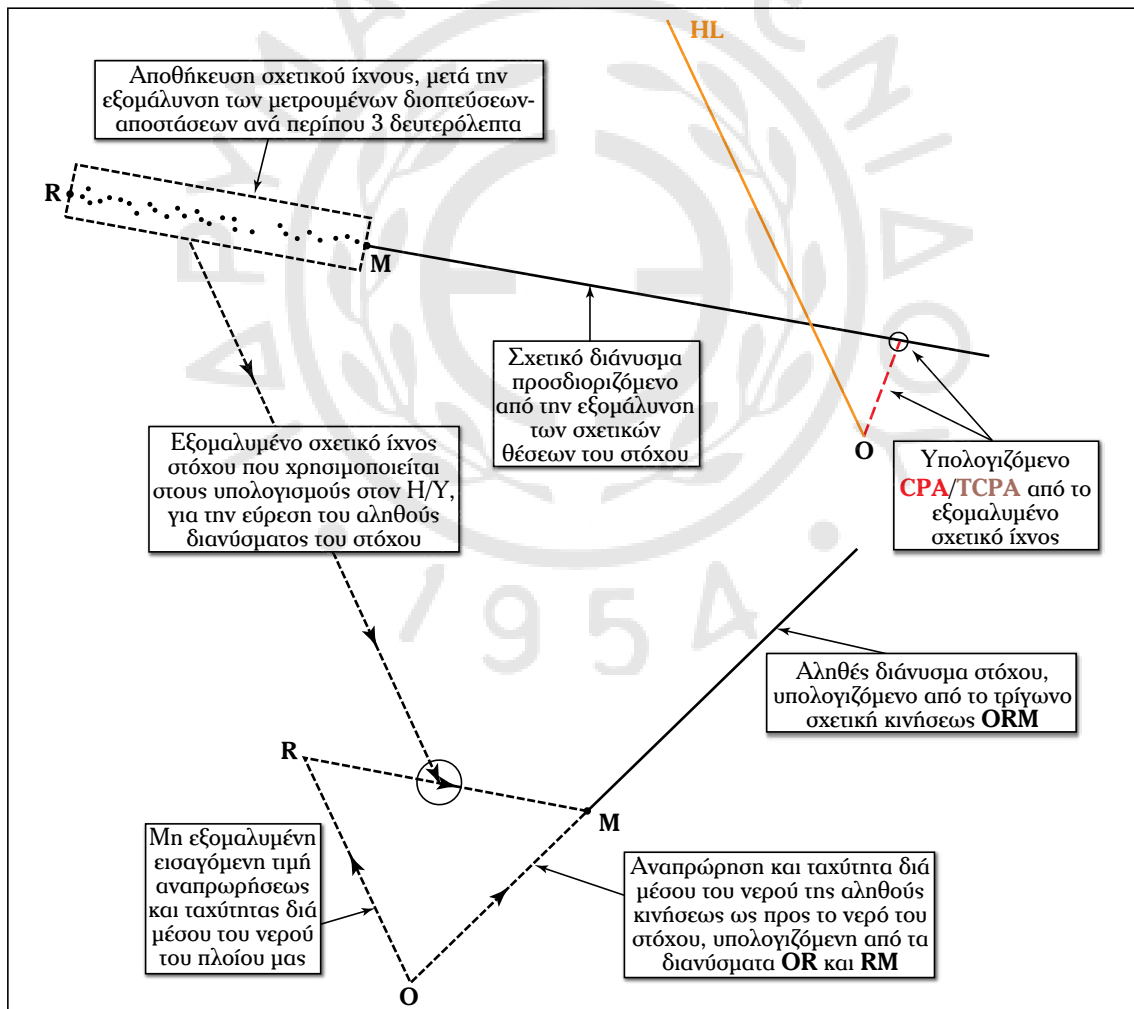 HL
Αποθήκευση σχετικού ίχνους, μετά την
εξομάλυνση των μετρουμένων διοπτεύσεων-
αποστάσεων ανά περίπου 3 δευτερόλεπτα
R
M
Σχετικό διάνυσμα
προσδιοριζόμενο
από την εξομάλυνση
των σχετικών
θέσεων του στόχου
O
Υπολογιζόμενο
CPA/TCPA από το
εξομαλυμένο
σχετικό ίχνος
Εξομαλυμένο σχετικό ίχνος
στόχου που χρησιμοποιείται
στους υπολογισμούς στον Η/Υ,
για την εύρεση του αληθούς
διανύσματος του στόχου
1954
Αληθές διάνυσμα στόχου,
υπολογιζόμενο από το τρίγωνο
σχετική κινήσεως ORM
R
M
Μη εξομαλυμένη
εισαγόμενη τιμή
αναπρωρήσεως
και ταχύτητας διά
μέσου του νερού
του πλοίου μας
Αναπρώρηση και ταχύτητα διά
μέσου του νερού της αληθούς
κινήσεως ως προς το νερό του
στόχου, υπολογιζόμενη από τα
διανύσματα OR και RM
O